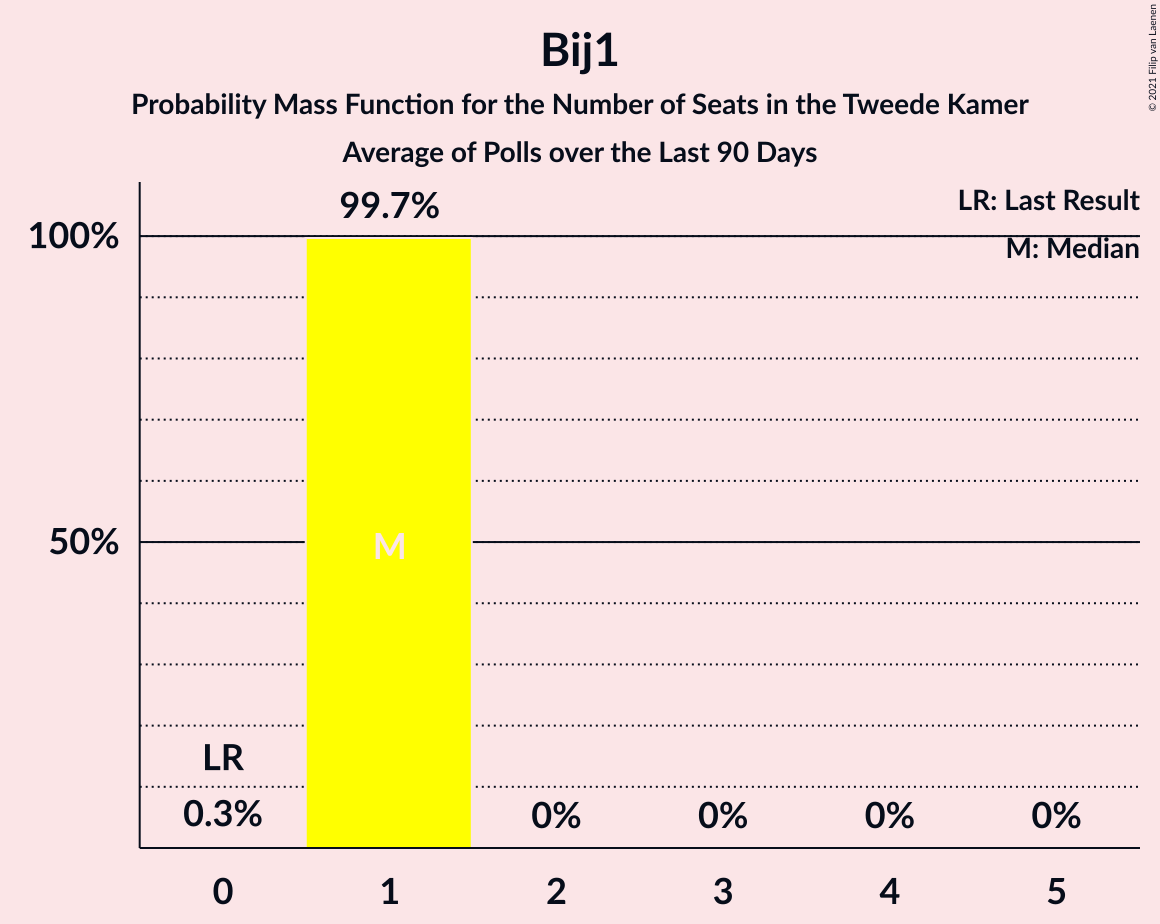 Bij1
Probability Mass Function for the Number of Seats in the Tweede Kamer
Average of Polls over the Last 90 Days
© 2021 Filip van Laenen
LR: Last Result
M: Median
99.7%
100%
50%
M
LR
0.3%
0%
0%
0%
0%
0
1
2
3
4
5